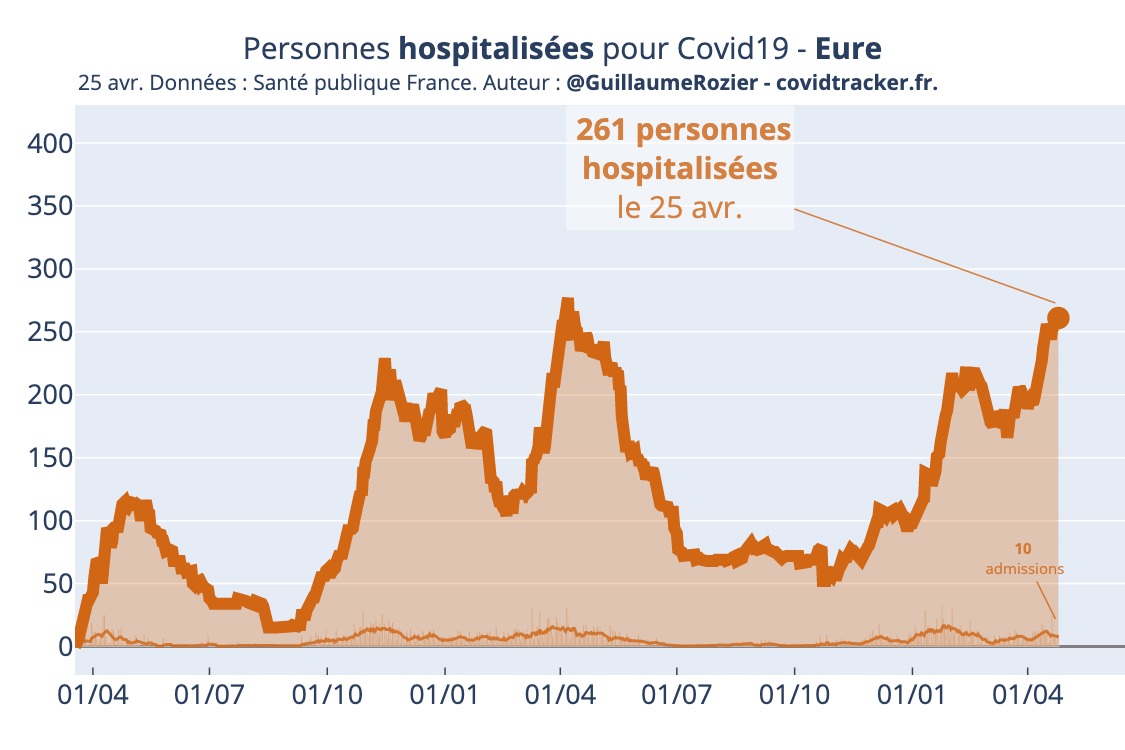 Personnes hospitalisées pour Covid19 - Eure
25 avr. Données : Santé publique France. Auteur : @GuillaumeRozier - covidtracker.fr.
261 personnes
hospitalisées
le 25 avr.
400
350
300
250
200
150
100
50
0
10
admissions
01/04 01/07 01/10 01/01 01/04 01/07 01/10 01/01 01/04